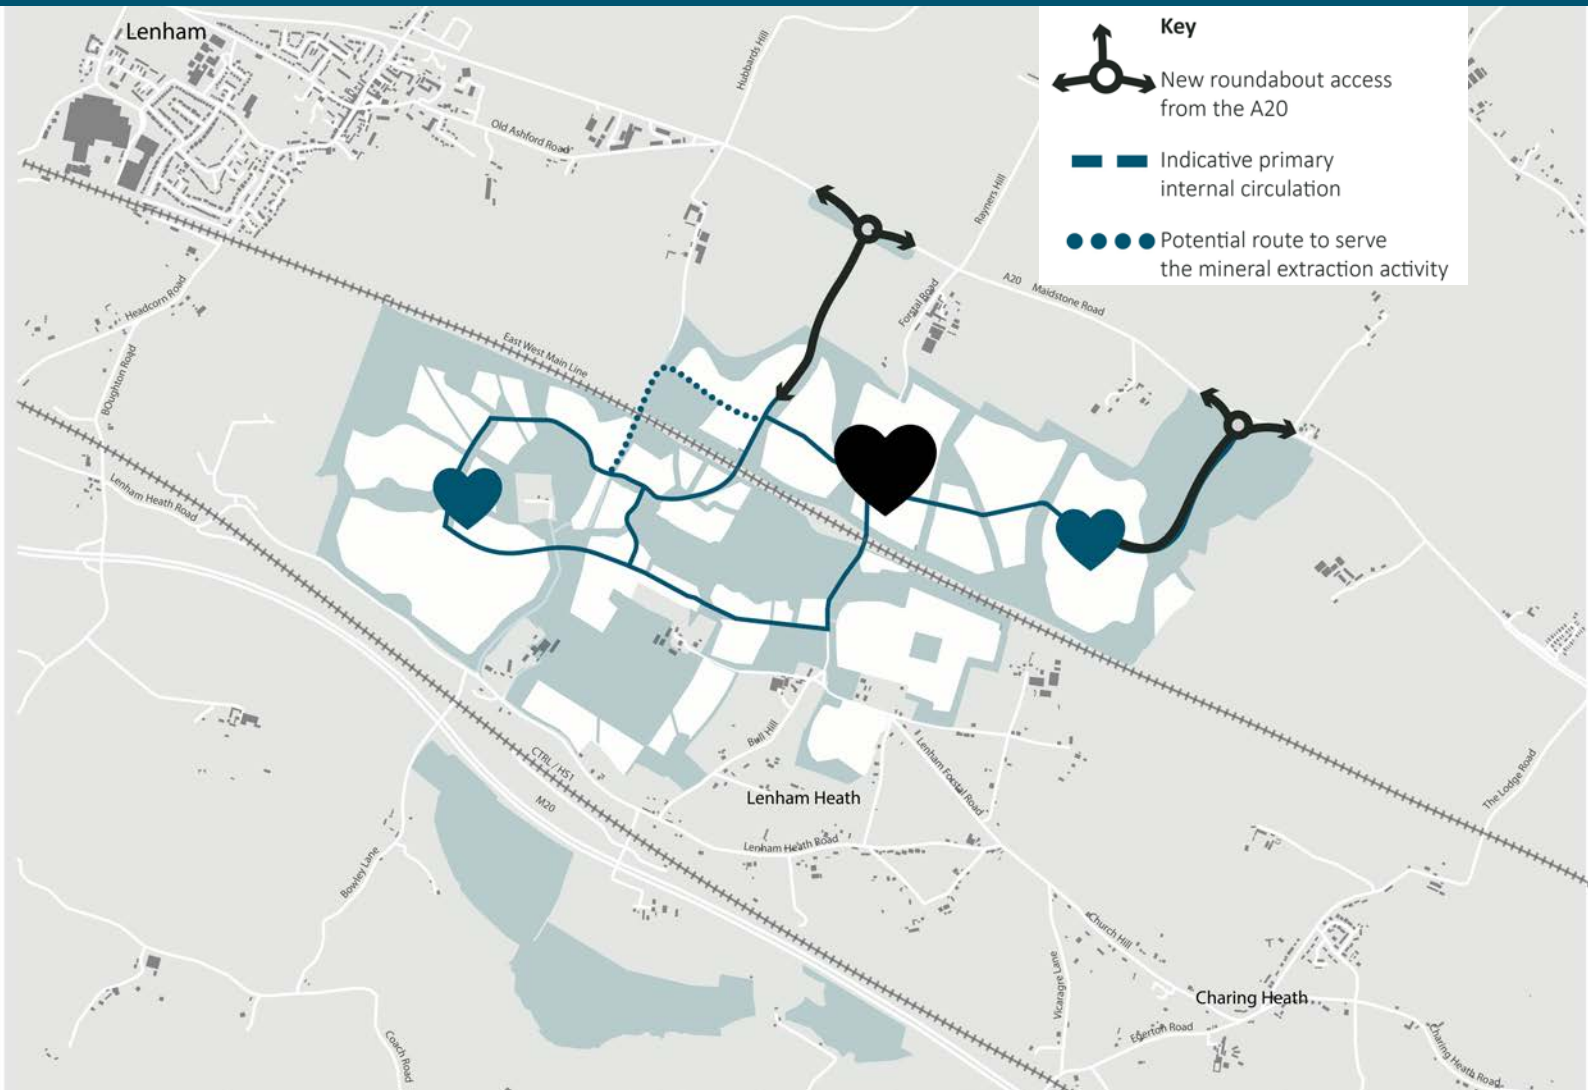 Lenham
Key
New roundabout access
from the A20
Indicative primary
internal circulation
Potential route to serve
the mineral extraction activity
Hubbards Hill
Old Ashford Road
Rayners Hill
A20
Maidstone Road
Forstal Road
Headcorn Road
BOughton Road
East West Main Line
Lenham Heath Road
CTRL / HS1
M20
Bull Hill
Lenham Heath
Lenham Forstal Road
Lenham Heath Road
The Lodge Road
Bowley Lane
Church Hill
Vicaragre Lane
Charing Heath
Egerton Road
Charing Heath Road
Coach Road